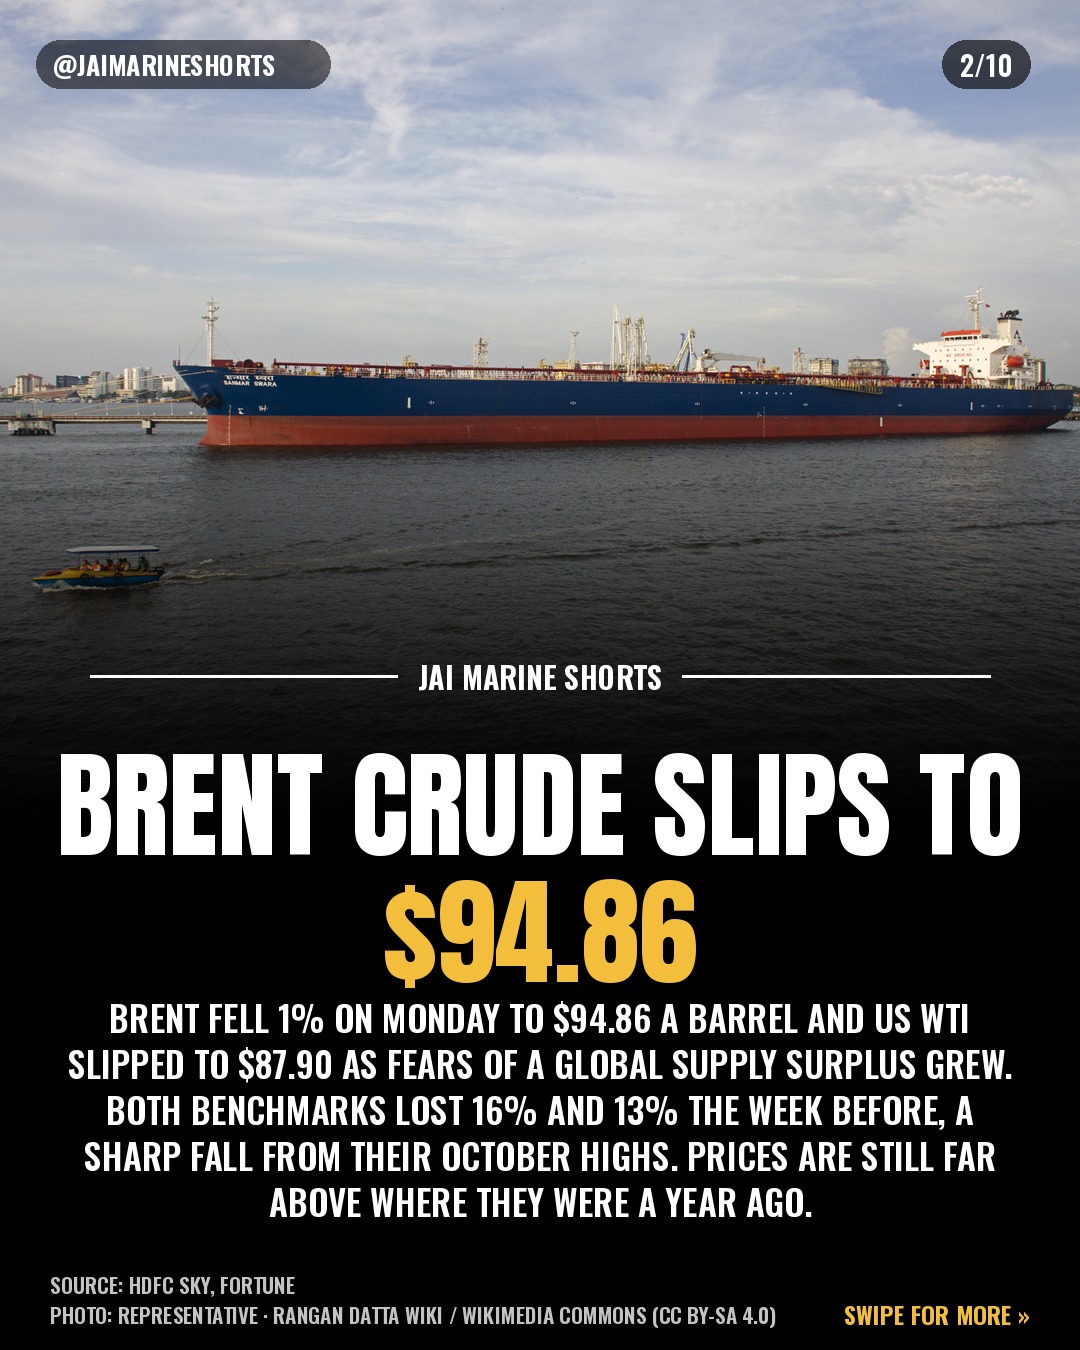 @JAIMARINESHORTS
2/10
सन्मार स्वरा
SANMAR SWARA
NO SMOKING
JAI MARINE SHORTS
BRENT CRUDE SLIPS TO
$94.86
BRENT FELL 1% ON MONDAY TO $94.86 A BARREL AND US WTI
SLIPPED TO $87.90 AS FEARS OF A GLOBAL SUPPLY SURPLUS GREW.
BOTH BENCHMARKS LOST 16% AND 13% THE WEEK BEFORE, A
SHARP FALL FROM THEIR OCTOBER HIGHS. PRICES ARE STILL FAR
ABOVE WHERE THEY WERE A YEAR AGO.
SOURCE: HDFC SKY, FORTUNE
PHOTO: REPRESENTATIVE · RANGAN DATTA WIKI / WIKIMEDIA COMMONS (CC BY-SA 4.0)
SWIPE FOR MORE »